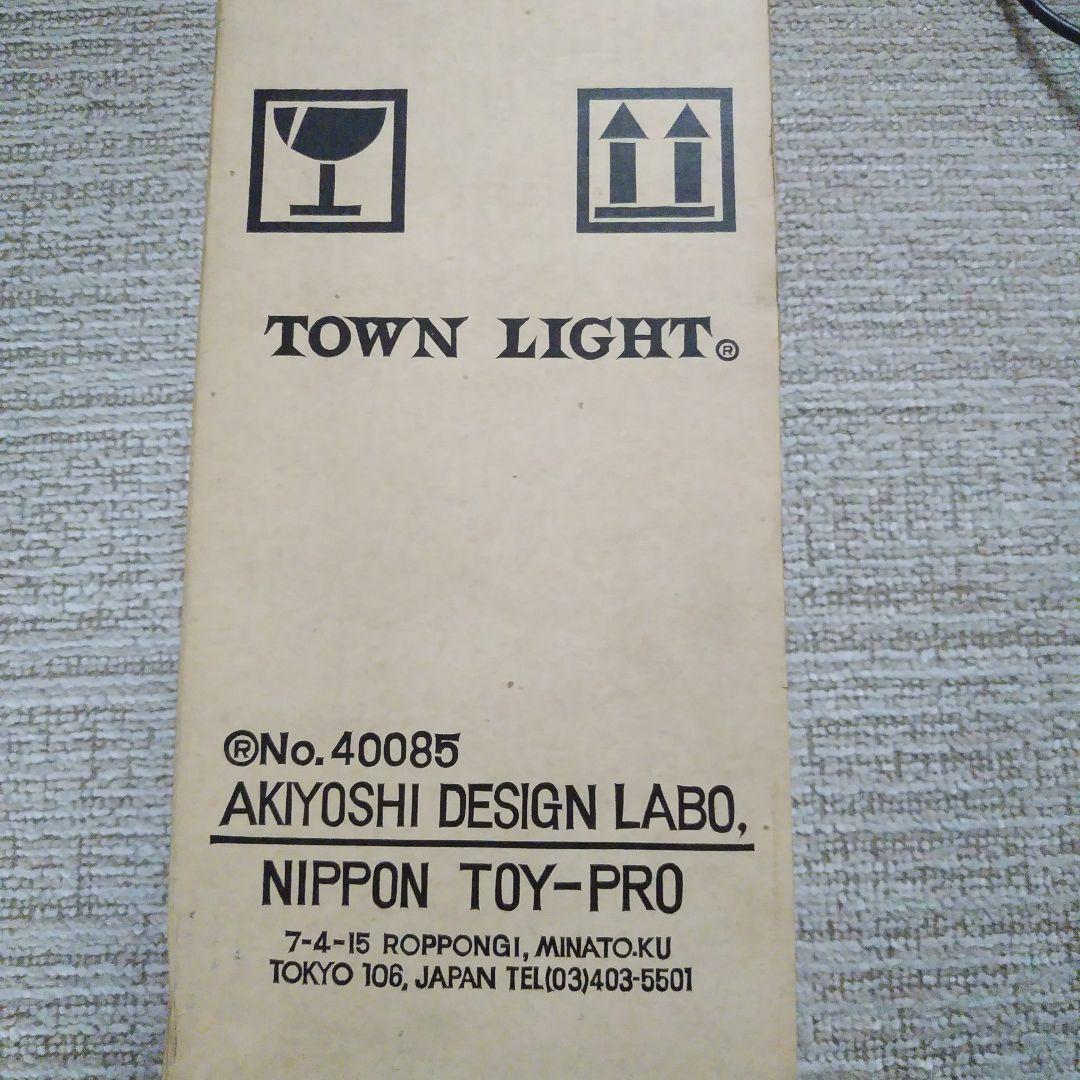 TOWN LIGHT®
®No. 40085
AKIYOSHI DESIGN LABO,
NIPPON TOY-PRO
7-4-15 ROPPONGI, MINATO.KU
TOKYO 106, JAPAN TEL(03)403-5501